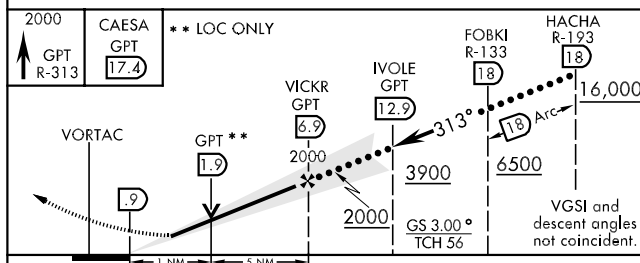 2000
GPT
R-313
CAESA
GPT
17.4
** LOC ONLY
VORTAC
.9
GPT **
1.9
VICKR
GPT
6.9
2000
IVOLE
GPT
12.9
2000
313°
3900
FOBKI
R-133
18
6500
18 Arc
HACHA
R-193
18
16,000
GS 3.00°
TCH 56
VGSI and
descent angles
not coincident.
1 NM
5 NM